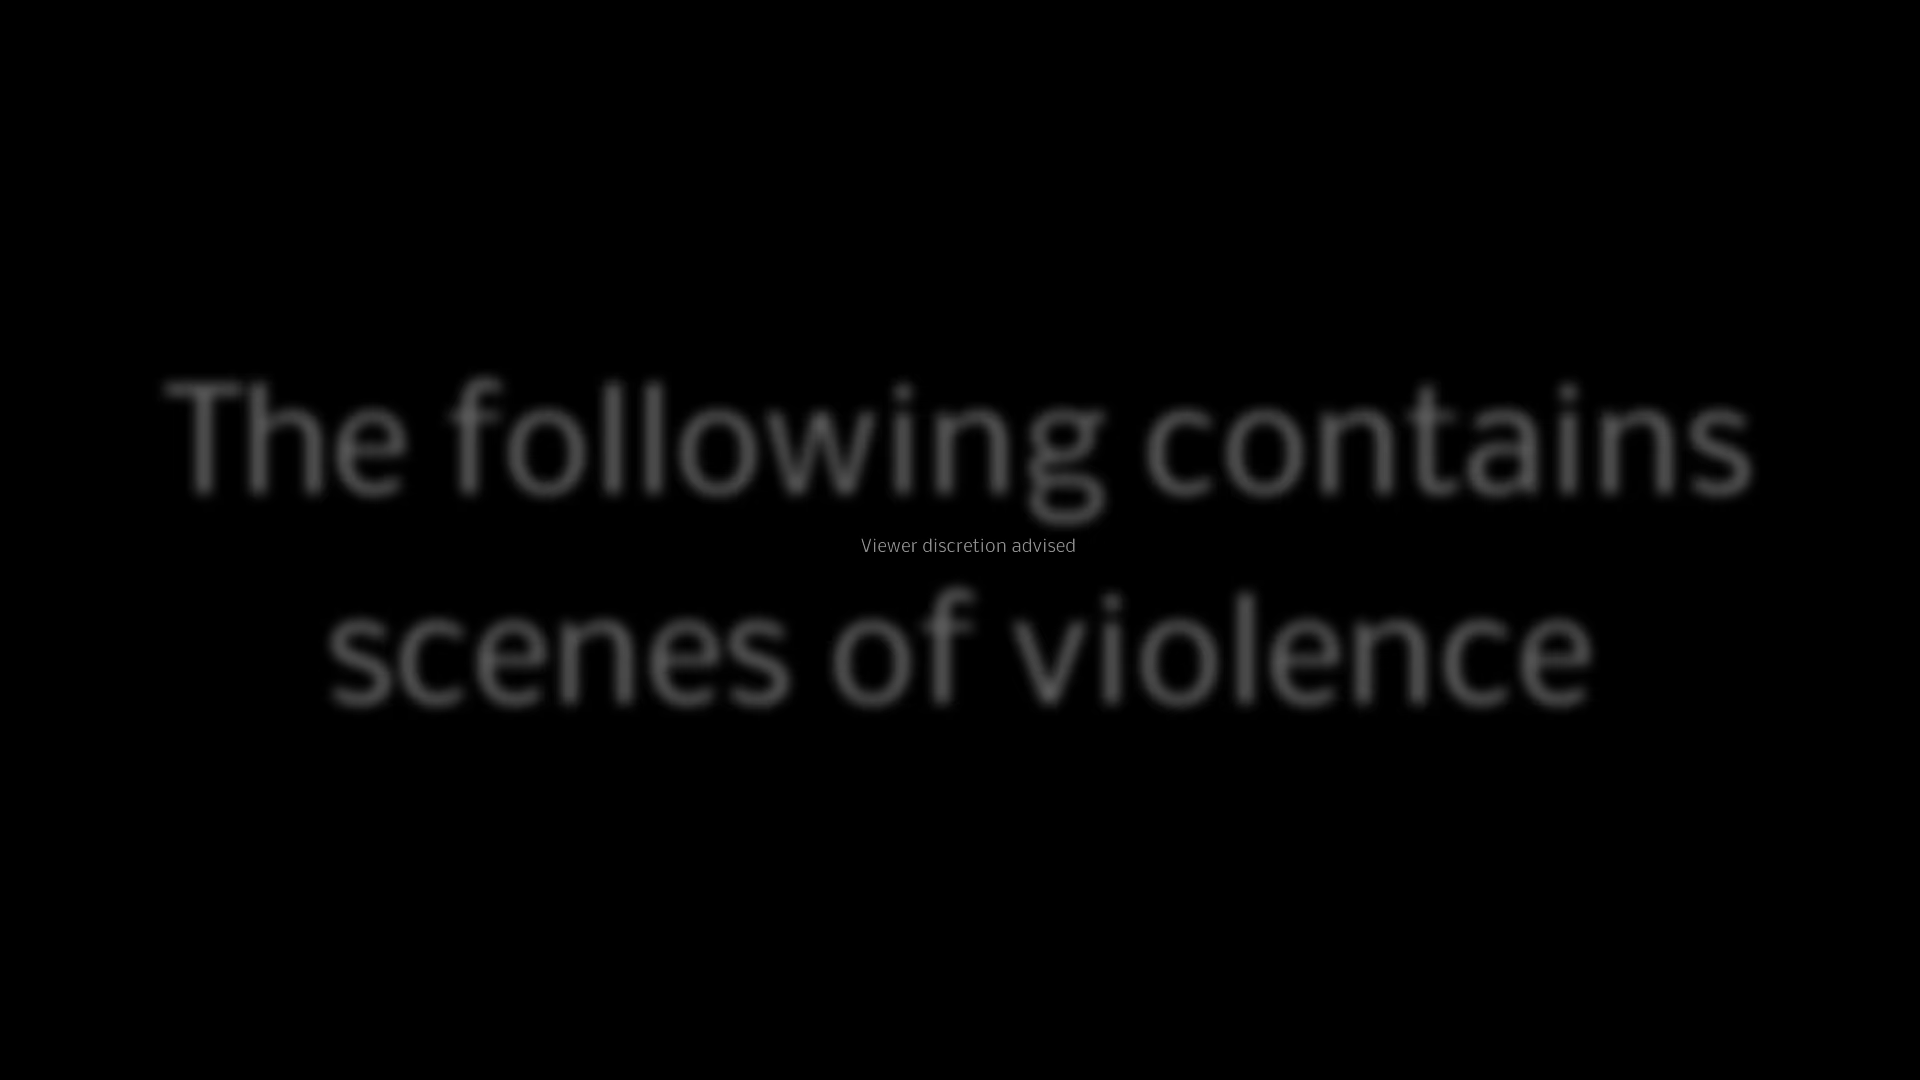 The following contains
Viewer discretion advised
scenes of violence